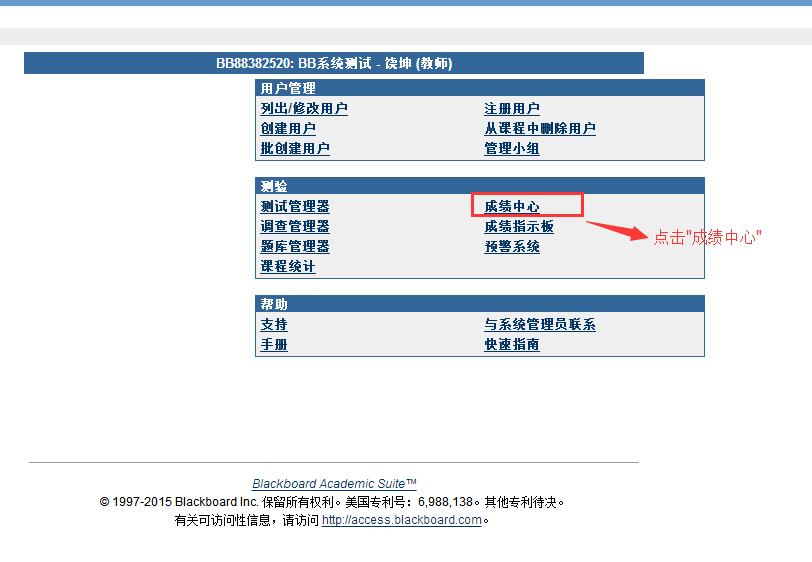 BB88382520: BB系统测试 - 饶坤 (教师)
用户管理
列出/修改用户 注册用户
创建用户 从课程中删除用户
批创建用户 管理小组
测验
测试管理器 成绩中心
调查管理器 成绩指示板
点击"成绩中心"
题库管理器 预警系统
课程统计
帮助
支持 与系统管理员联系
手册 快速指南
Blackboard Academic Suite™
© 1997-2015 Blackboard Inc. 保留所有权利。美国专利号：6,988,138。其他专利待决。
有关可访问性信息，请访问 http://access.blackboard.com。